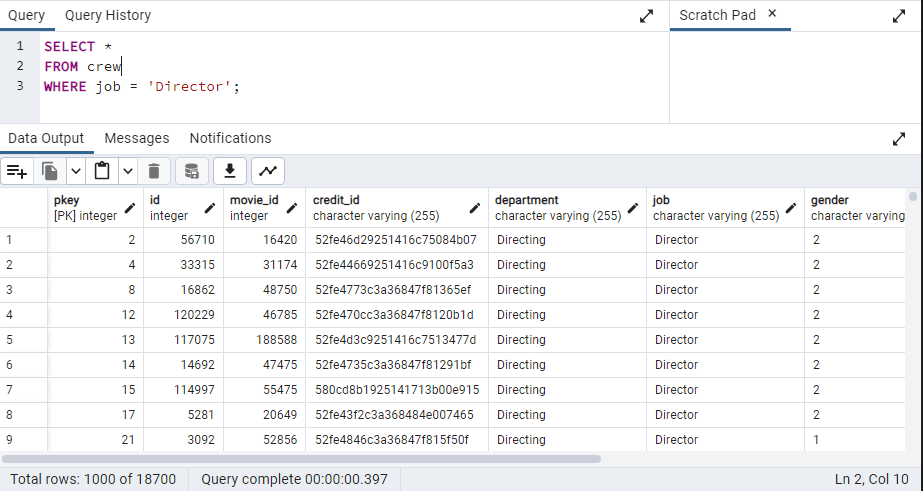 Query Query History Scratch Pad ×
1 SELECT *
2 FROM crew
3 WHERE job = 'Director';
Data Output Messages Notifications
pkey id movie_id credit_id department job gender
[PK] integer integer integer character varying (255) character varying (255) character varying (255) character varying
1 2 56710 16420 52fe46d29251416c75084b07 Directing Director 2
2 4 33315 31174 52fe44669251416c9100f5a3 Directing Director 2
3 8 16862 48750 52fe4773c3a36847f81365ef Directing Director 2
4 12 120229 46785 52fe470cc3a36847f8120b1d Directing Director 2
5 13 117075 188588 52fe4d3c9251416c7513477d Directing Director 2
6 14 14692 47475 52fe4735c3a36847f81291bf Directing Director 2
7 15 114997 55475 580cd8b1925141713b00e915 Directing Director 2
8 17 5281 20649 52fe43f2c3a368484e007465 Directing Director 2
9 21 3092 52856 52fe4846c3a36847f815f50f Directing Director 1
Total rows: 1000 of 18700 Query complete 00:00:00.397 Ln 2, Col 10